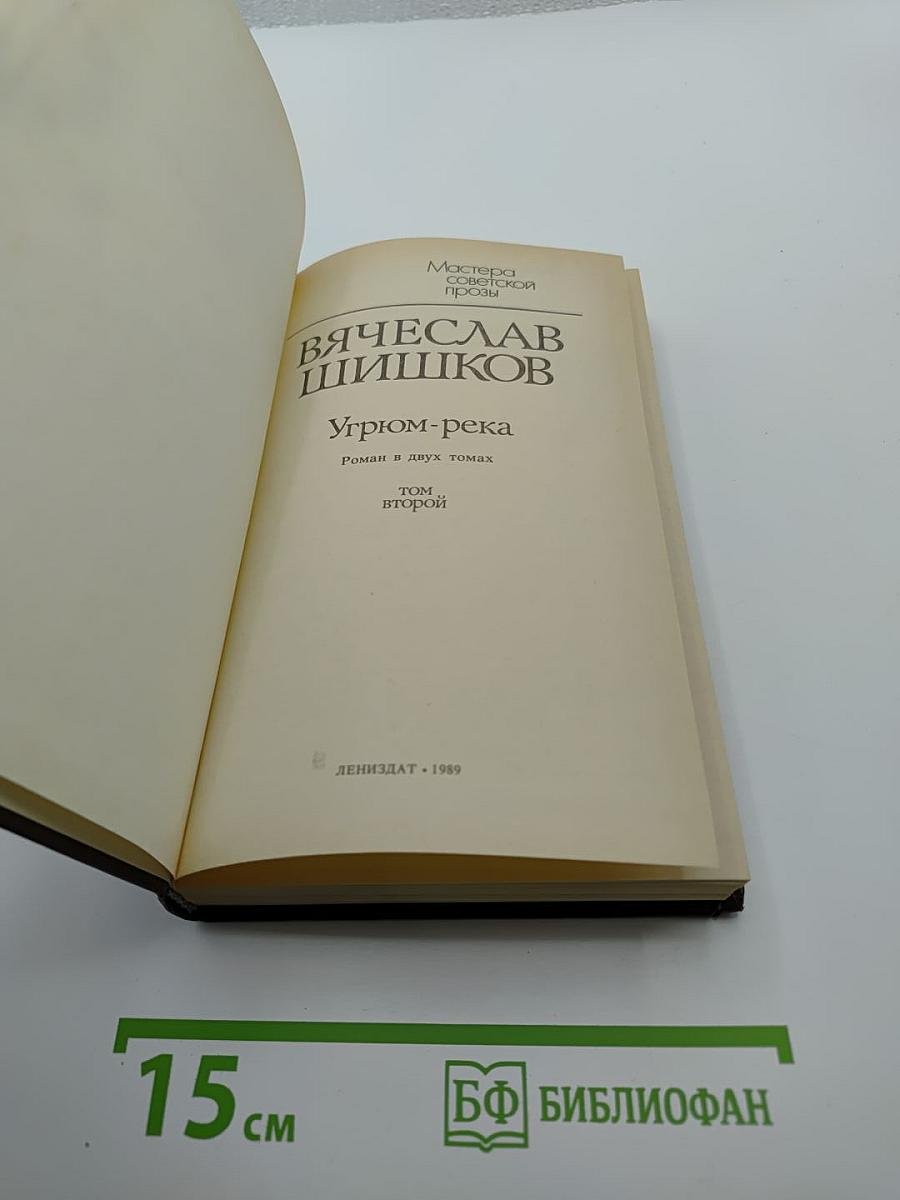 Мастера
советской
прозы
ВЯЧЕСЛАВ
ШИШКОВ
Угрюм-река
Роман в двух томах
ТОМ
ВТОРОЙ
ЛЕНИЗДАТ • 1989
15 см
БФ БИБЛИОФАН